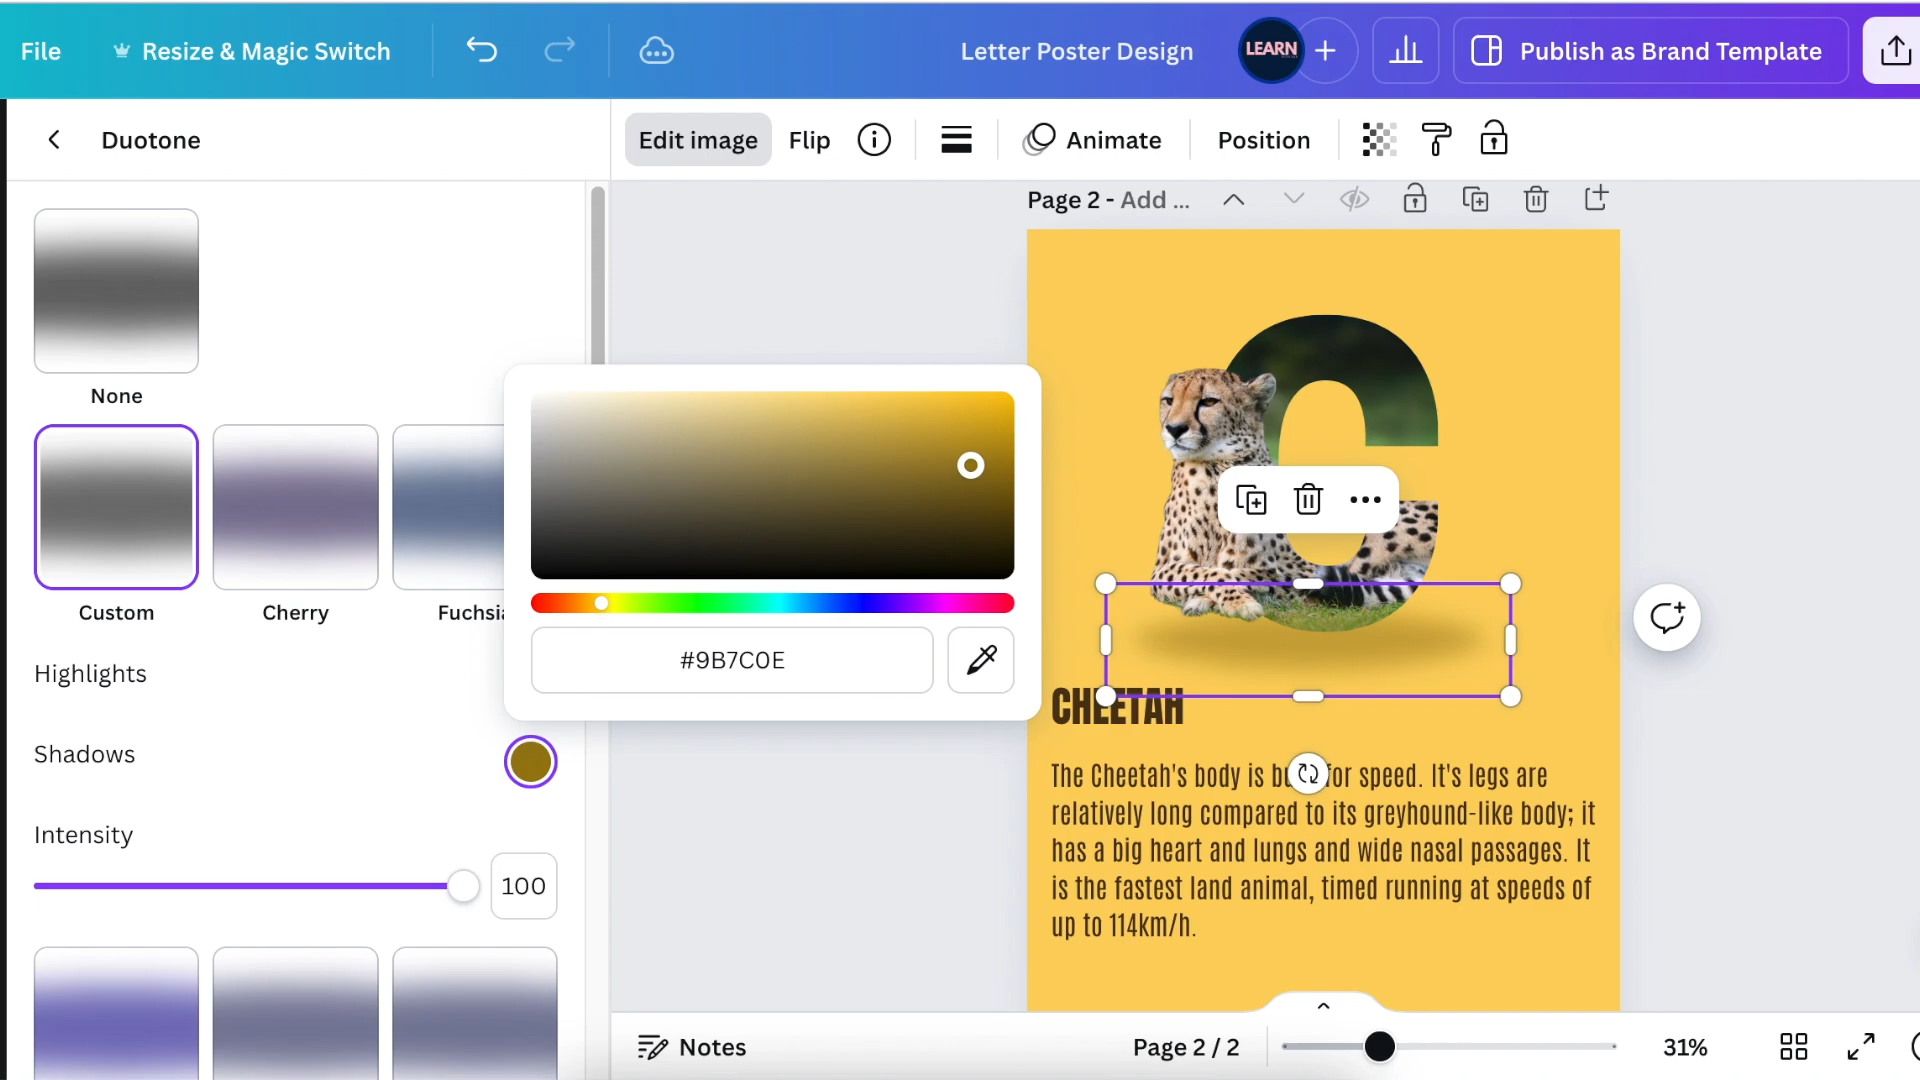 File
Resize & Magic Switch
Letter Poster Design
LEARN
Publish as Brand Template
Duotone
Edit image
Flip
Animate
Position
Page 2 - Add ...
None
Custom
Cherry
Fuchsia
Highlights
Shadows
Intensity
100
#9B7C0E
CHEETAH
The Cheetah's body is bu for speed. It's legs are
relatively long compared to its greyhound-like body; it
has a big heart and lungs and wide nasal passages. It
is the fastest land animal, timed running at speeds of
up to 114km/h.
Notes
Page 2 / 2
31%